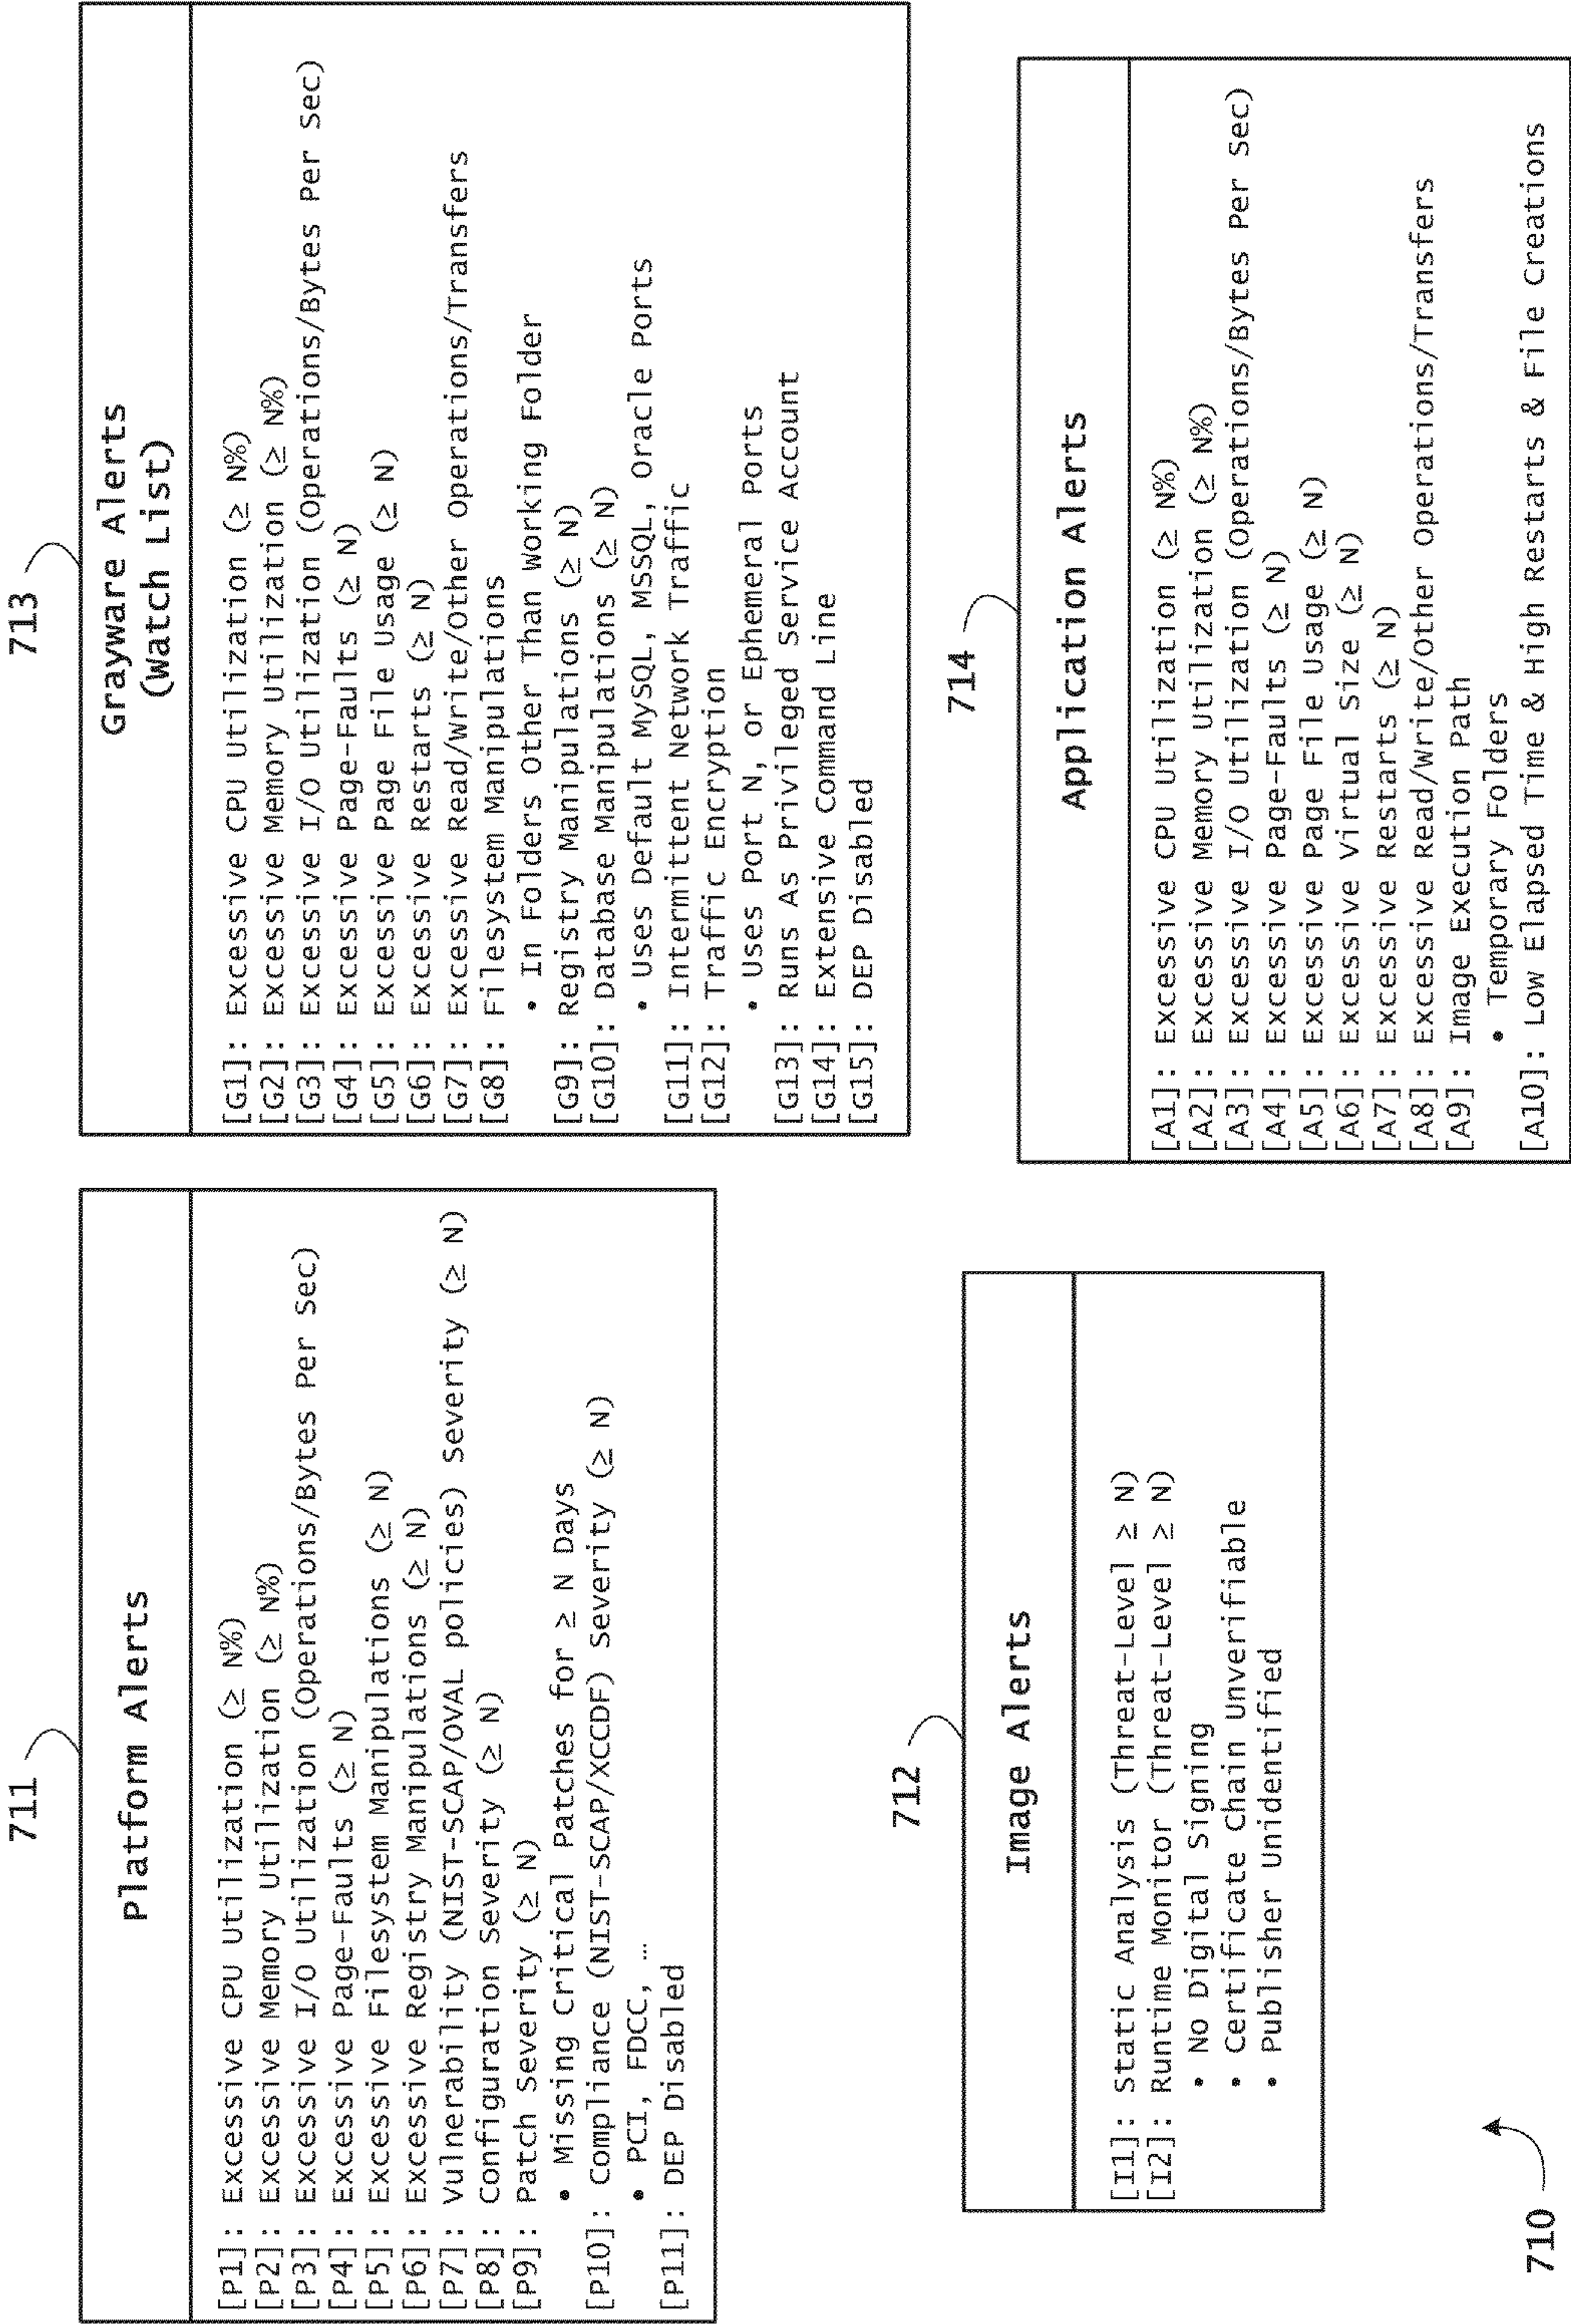 711
Platform Alerts
[P1]: Excessive CPU Utilization (≥ N%)
[P2]: Excessive Memory Utilization (≥ N%)
[P3]: Excessive I/O Utilization (Operations/Bytes Per Sec)
[P4]: Excessive Page-Faults (≥ N)
[P5]: Excessive Filesystem Manipulations (≥ N)
[P6]: Excessive Registry Manipulations (≥ N)
[P7]: Vulnerability (NIST-SCAP/OVAL policies) Severity (≥ N)
[P8]: Configuration Severity (≥ N)
[P9]: Patch Severity (≥ N)
• Missing Critical Patches for ≥ N Days
[P10]: Compliance (NIST-SCAP/XCCDF) Severity (≥ N)
• PCI, FDCC, …
[P11]: DEP Disabled
713
Grayware Alerts
(Watch List)
[G1]: Excessive CPU Utilization (≥ N%)
[G2]: Excessive Memory Utilization (≥ N%)
[G3]: Excessive I/O Utilization (Operations/Bytes Per Sec)
[G4]: Excessive Page-Faults (≥ N)
[G5]: Excessive Page File Usage (≥ N)
[G6]: Excessive Restarts (≥ N)
[G7]: Excessive Read/Write/Other Operations/Transfers
[G8]: Filesystem Manipulations
• In Folders Other Than Working Folder
[G9]: Registry Manipulations (≥ N)
[G10]: Database Manipulations (≥ N)
• Uses Default MySQL, MSSQL, Oracle Ports
[G11]: Intermittent Network Traffic
[G12]: Traffic Encryption
• Uses Port N, or Ephemeral Ports
[G13]: Runs As Privileged Service Account
[G14]: Extensive Command Line
[G15]: DEP Disabled
712
Image Alerts
[I1]: Static Analysis (Threat-Level ≥ N)
[I2]: Runtime Monitor (Threat-Level ≥ N)
• No Digital Signing
• Certificate Chain Unverifiable
• Publisher Unidentified
714
Application Alerts
[A1]: Excessive CPU Utilization (≥ N%)
[A2]: Excessive Memory Utilization (≥ N%)
[A3]: Excessive I/O Utilization (Operations/Bytes Per Sec)
[A4]: Excessive Page-Faults (≥ N)
[A5]: Excessive Page File Usage (≥ N)
[A6]: Excessive Virtual Size (≥ N)
[A7]: Excessive Restarts (≥ N)
[A8]: Excessive Read/Write/Other Operations/Transfers
[A9]: Image Execution Path
• Temporary Folders
[A10]: Low Elapsed Time & High Restarts & File Creations
710